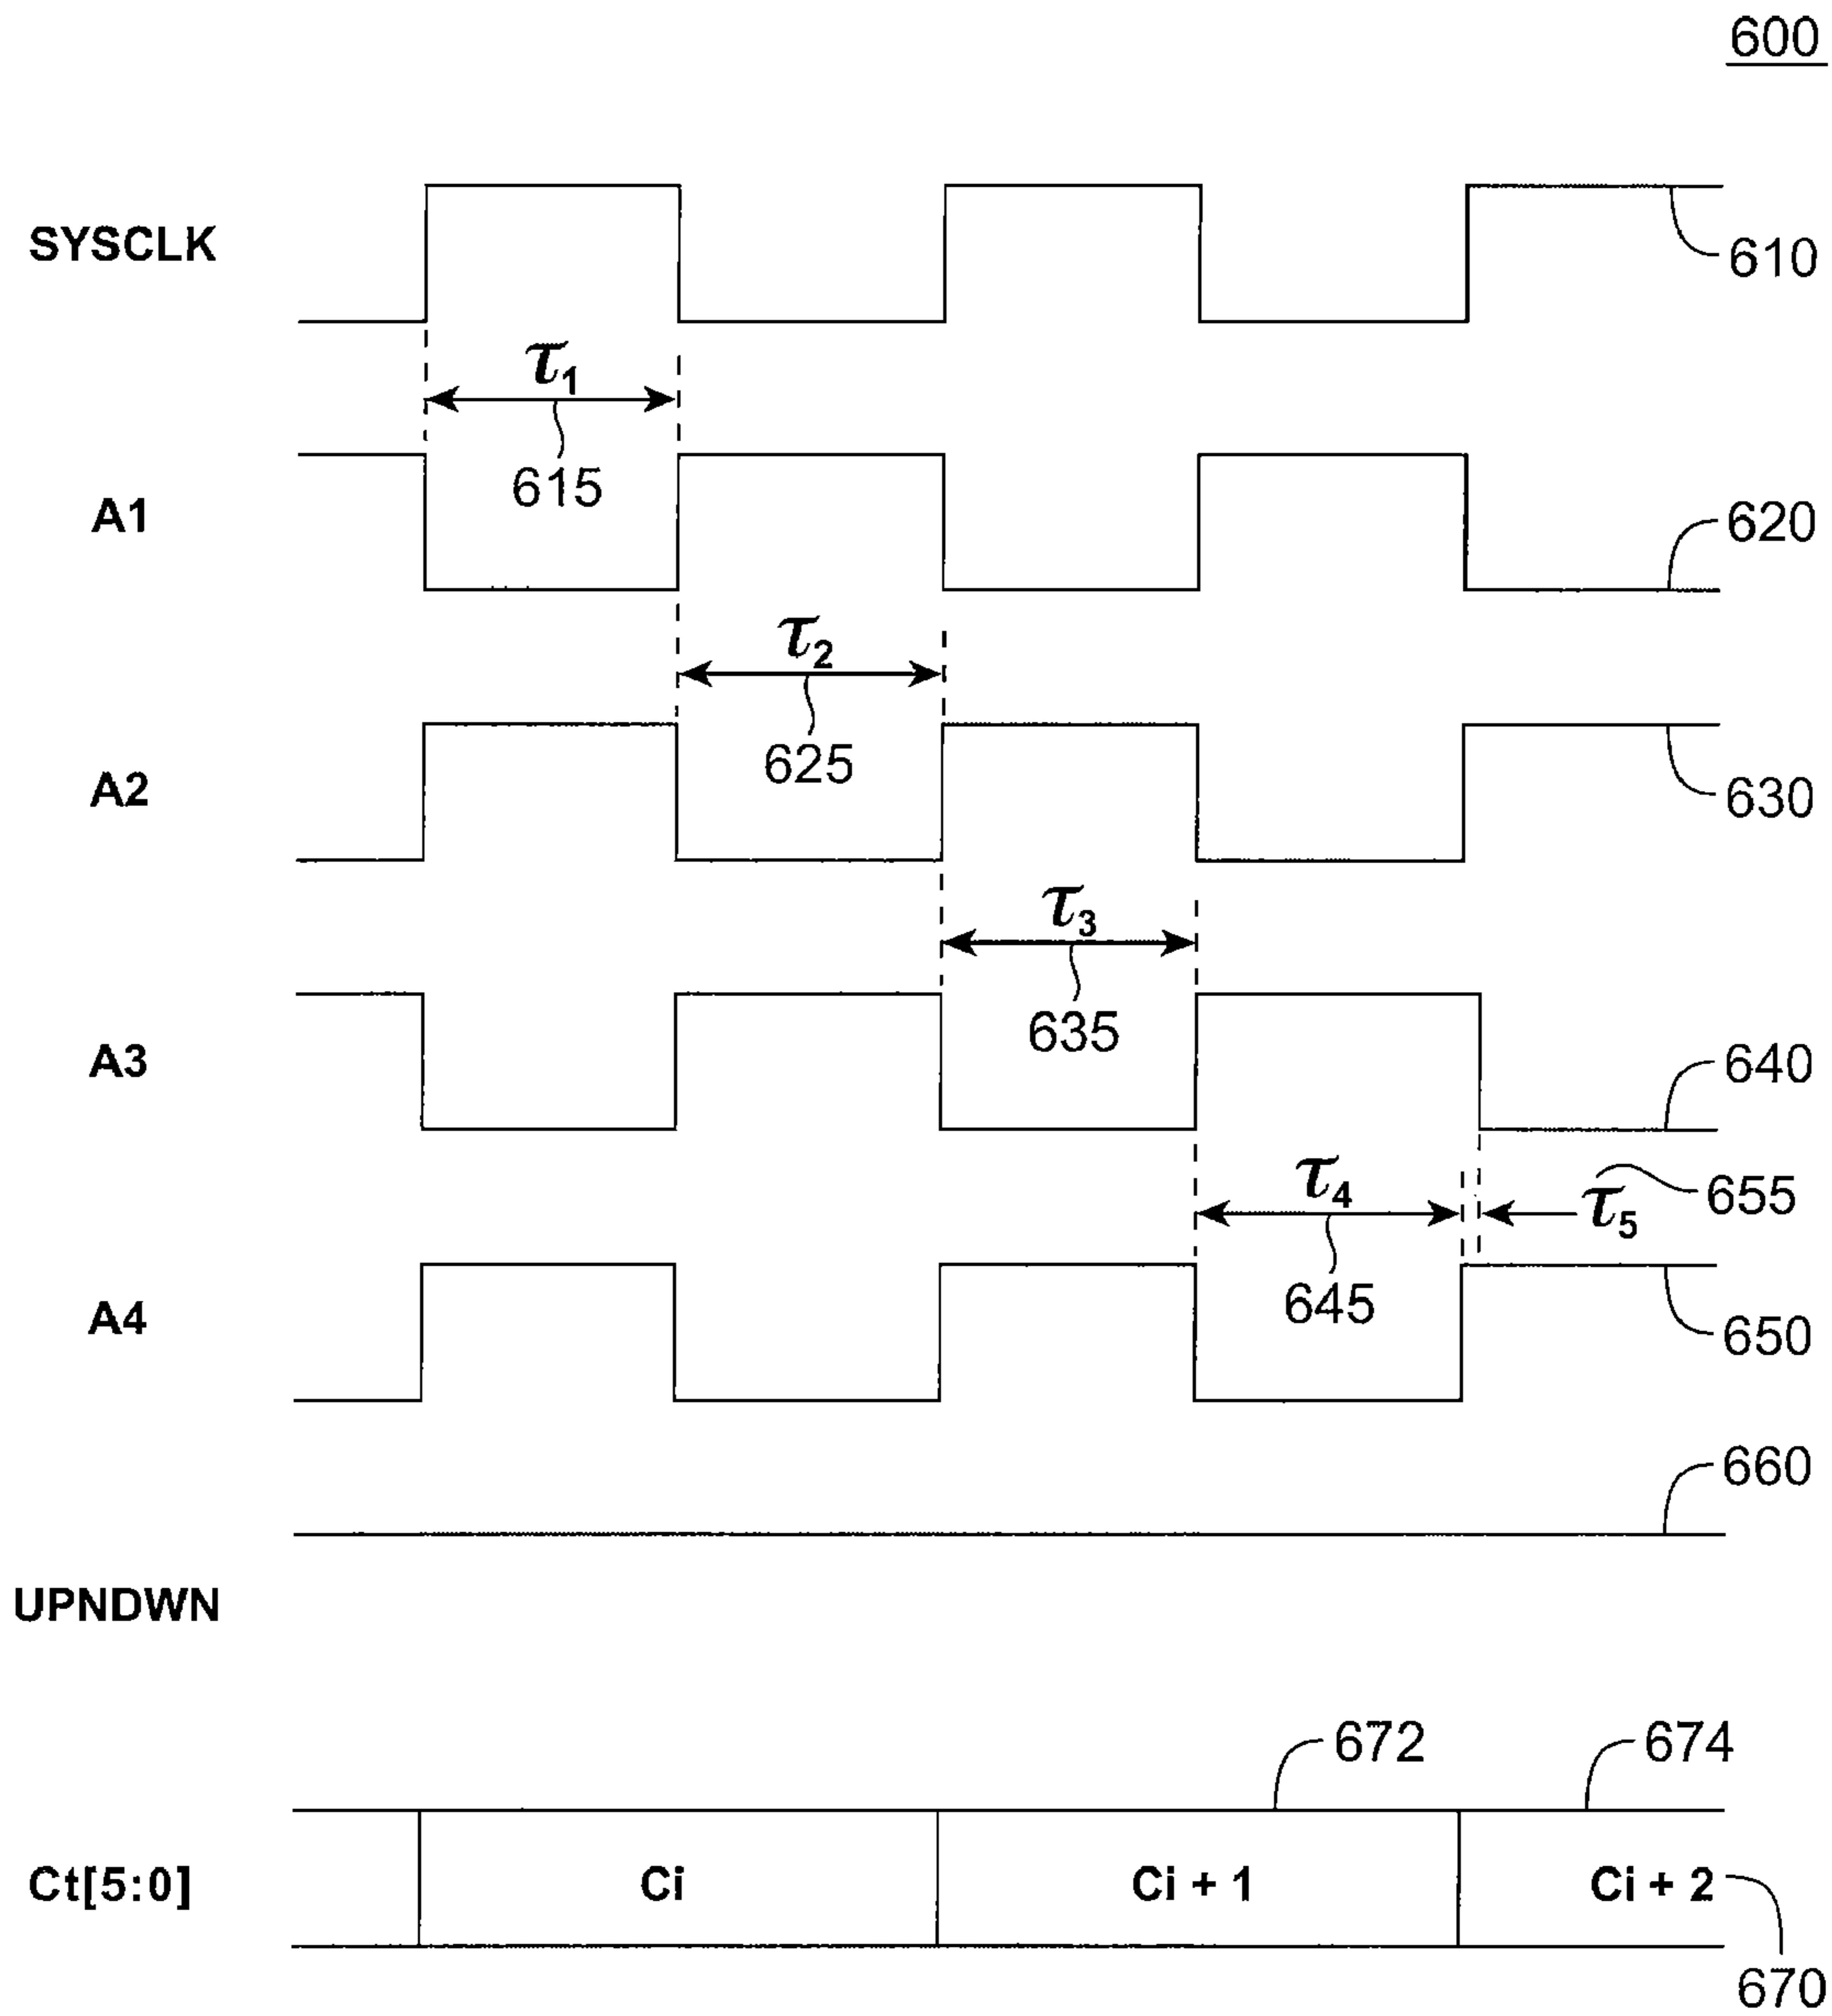 600
SYSCLK
610
τ1
615
A1
620
τ2
625
A2
630
τ3
635
A3
640
τ4
655
τ5
645
A4
650
660
UPNDWN
672
674
Ct[5:0]
Ci
Ci + 1
Ci + 2
670